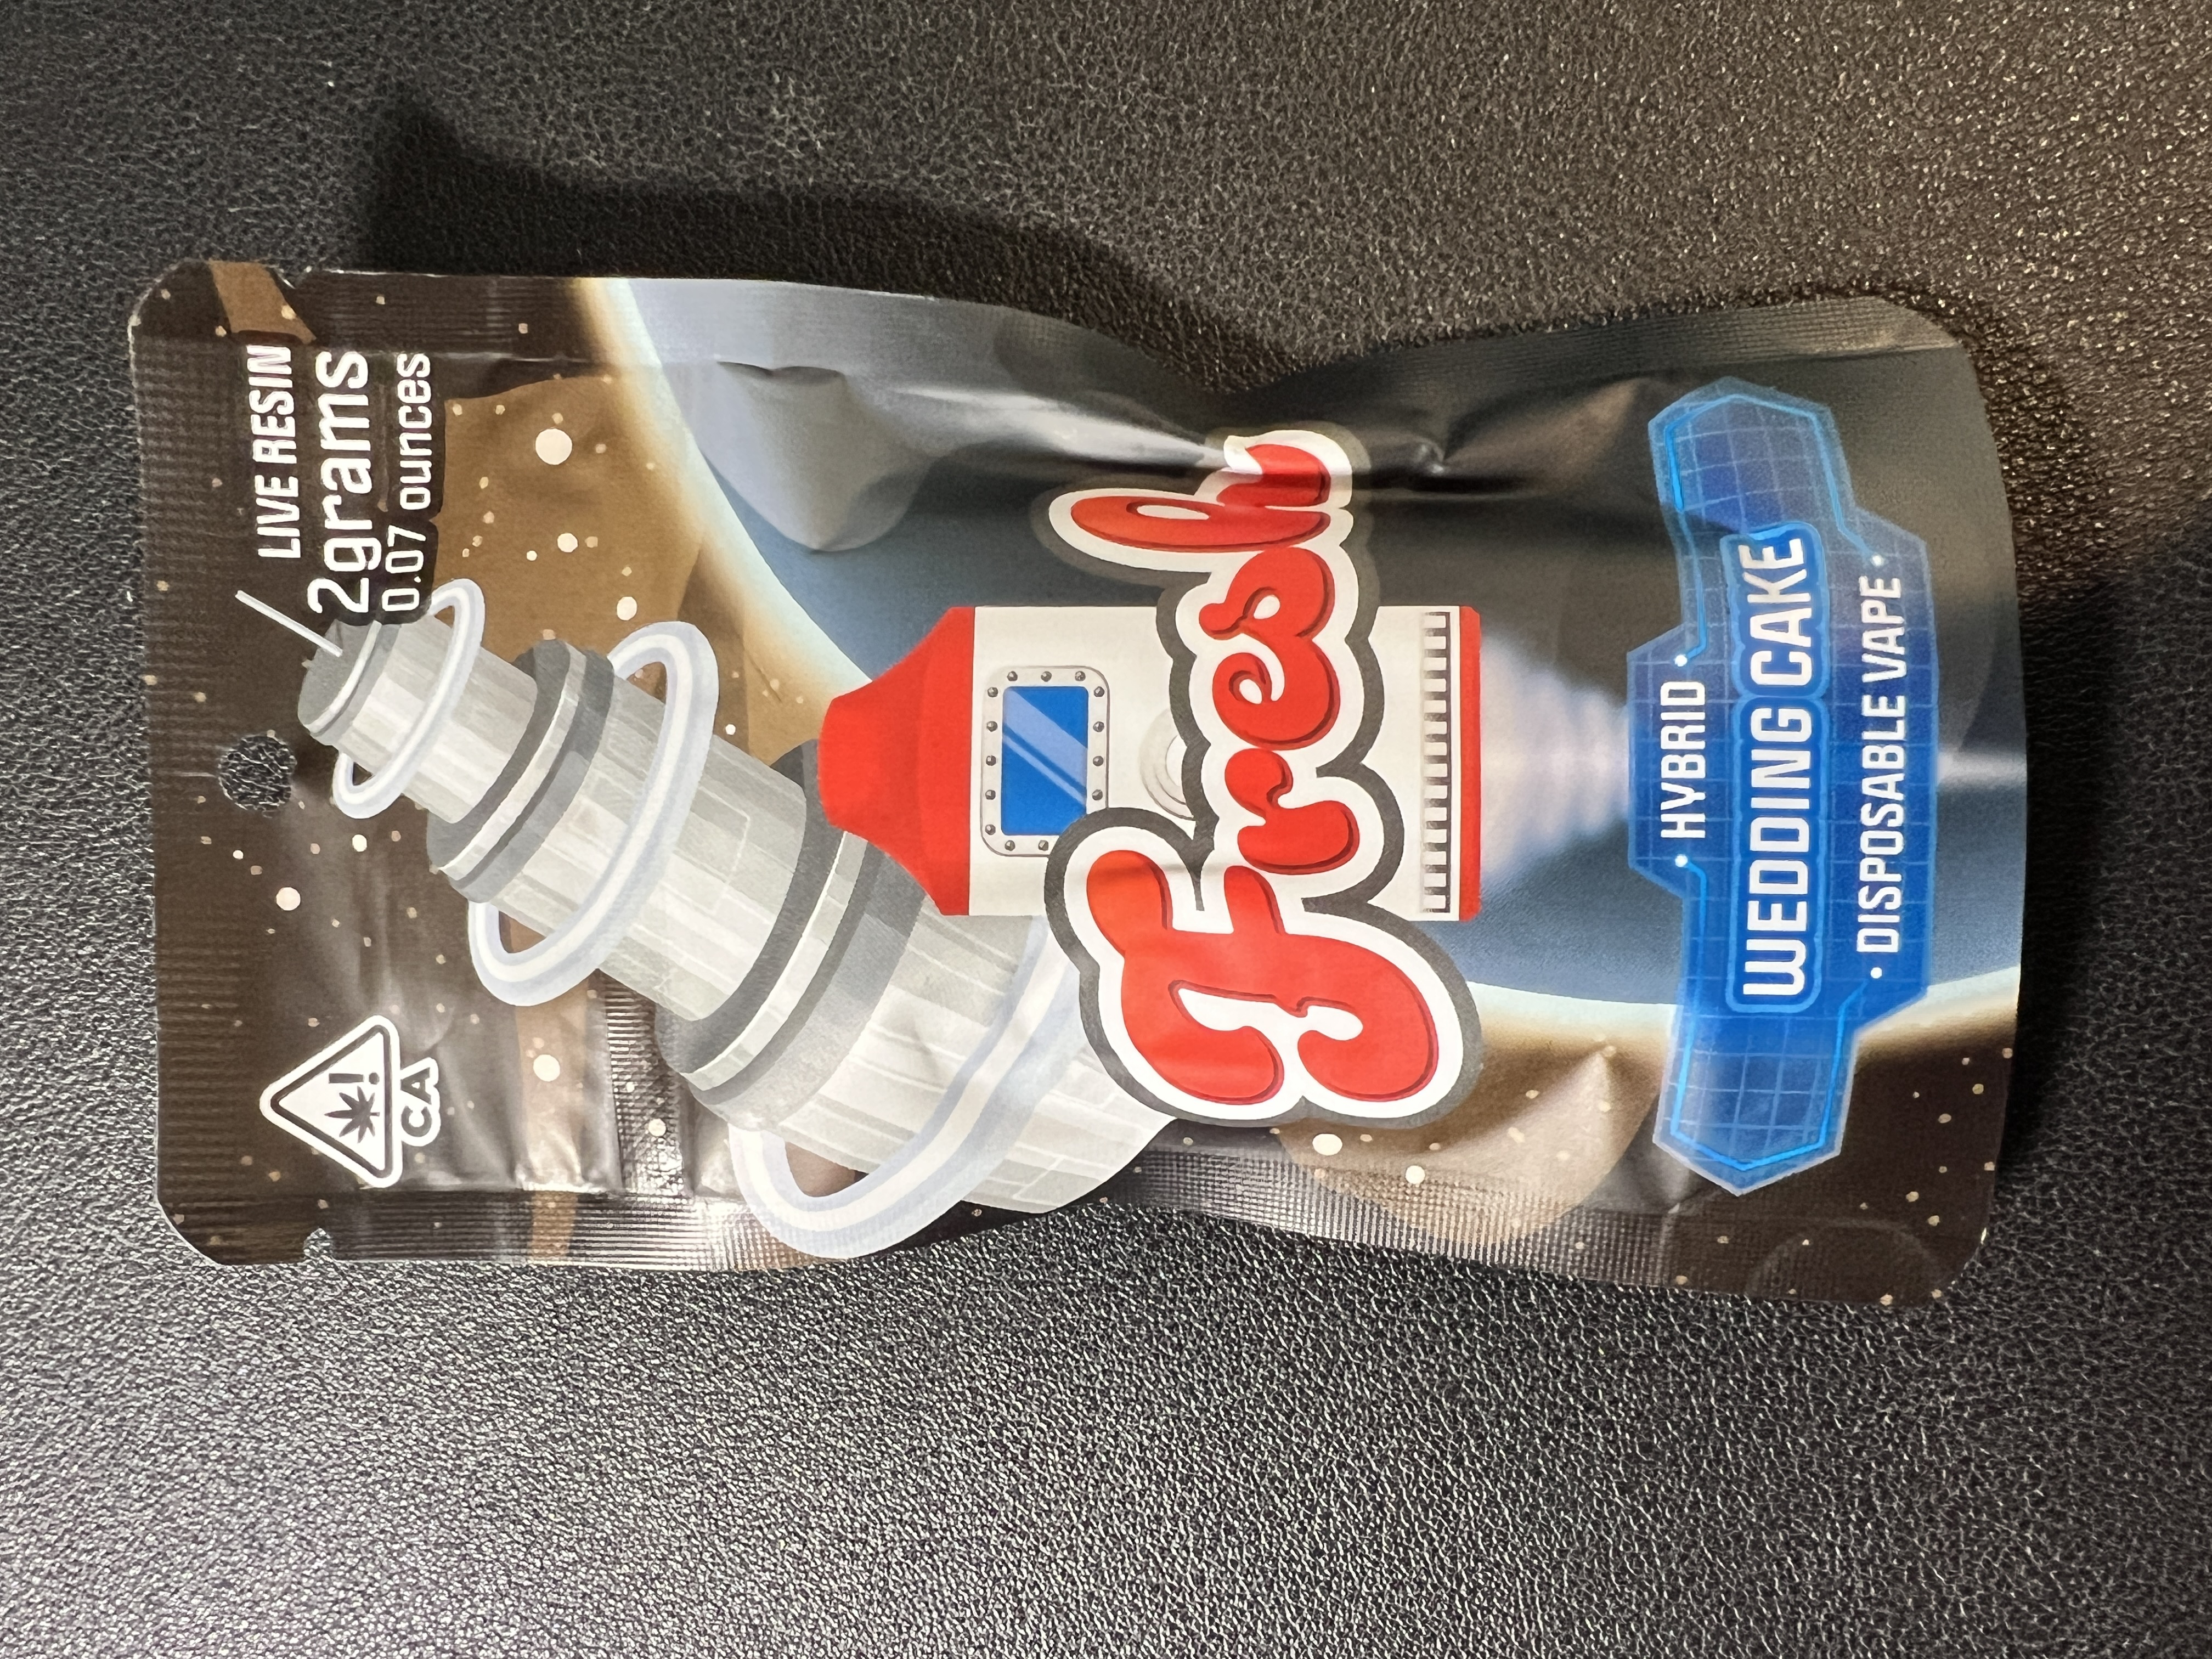 LIVE RESIN
2grams
0.07 ounces
!
CA
Fresh
HYBRID
WEDDING CAKE
• DISPOSABLE VAPE •